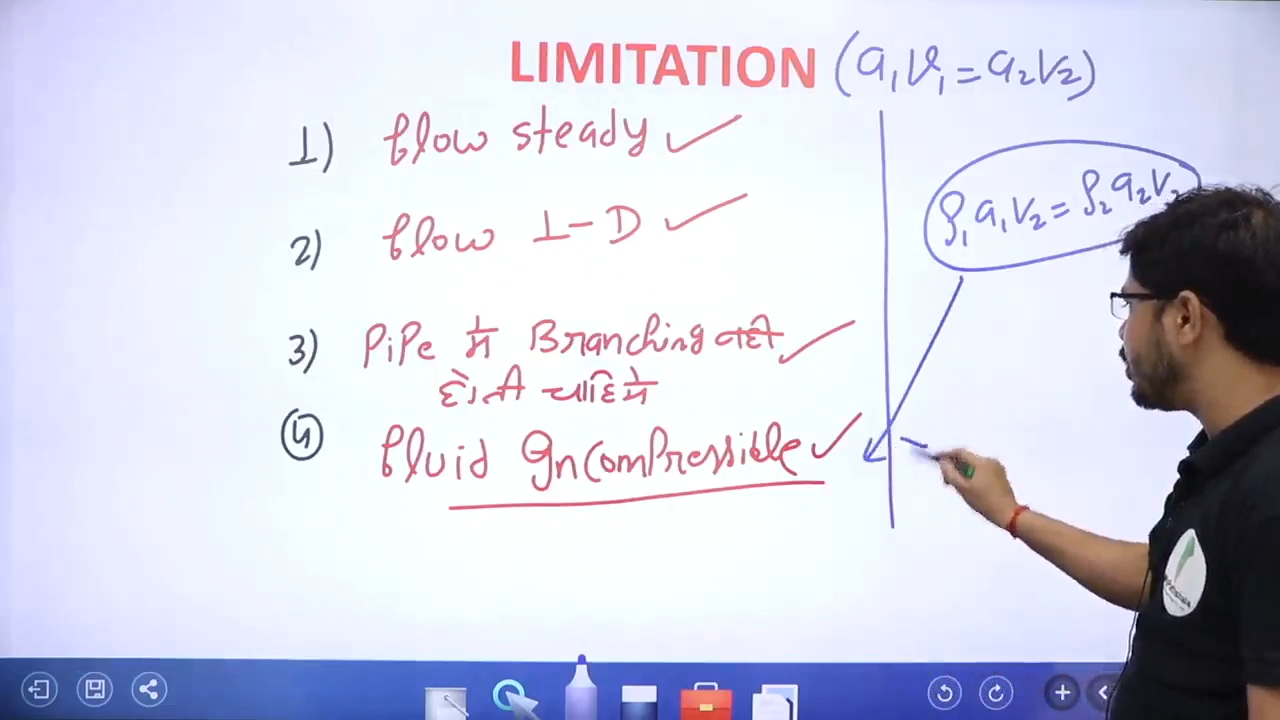 LIMITATION (a₁v₁ = a₂v₂)
1) flow steady ✓
2) flow 1-D ✓
ρ₁a₁v₂ = ρ₂a₂v₂
3) PiPe में Branching नही ✓
होनी चाहिमे
④ fluid Incompressible ✓